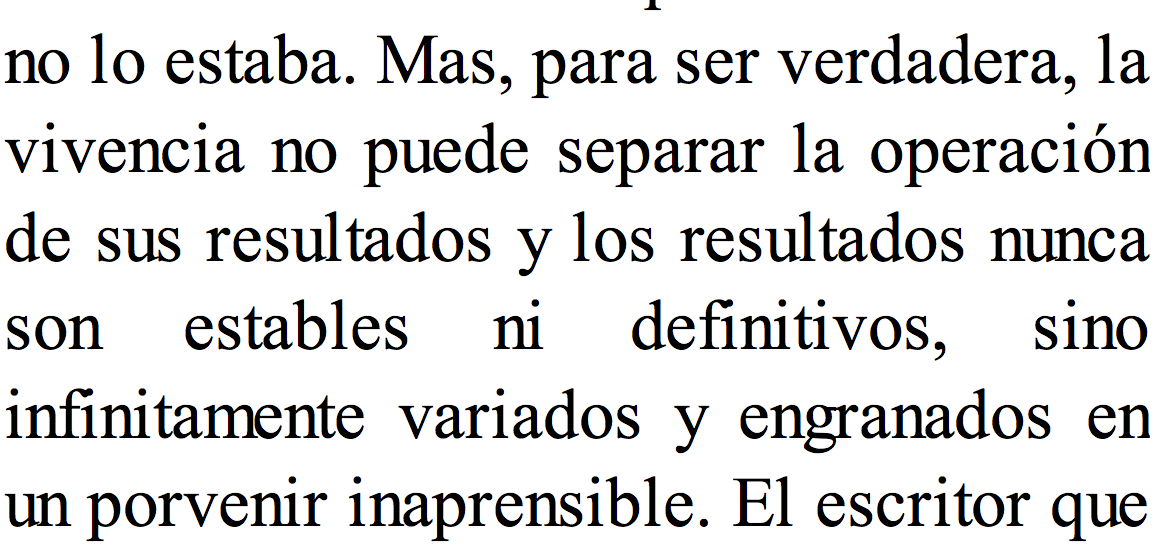 no lo estaba. Mas, para ser verdadera, la
vivencia no puede separar la operación
de sus resultados y los resultados nunca
son estables ni definitivos, sino
infinitamente variados y engranados en
un porvenir inaprensible. El escritor que